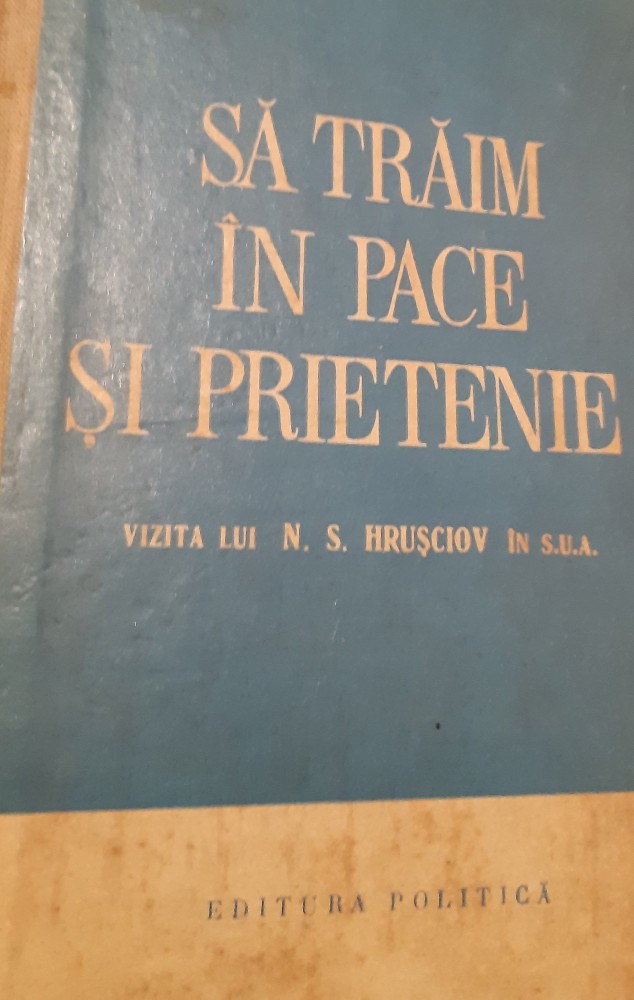 SĂ TRĂIM
ÎN PACE
ȘI PRIETENIE
VIZITA LUI N. S. HRUȘCIOV ÎN S.U.A.
EDITURA POLITICĂ